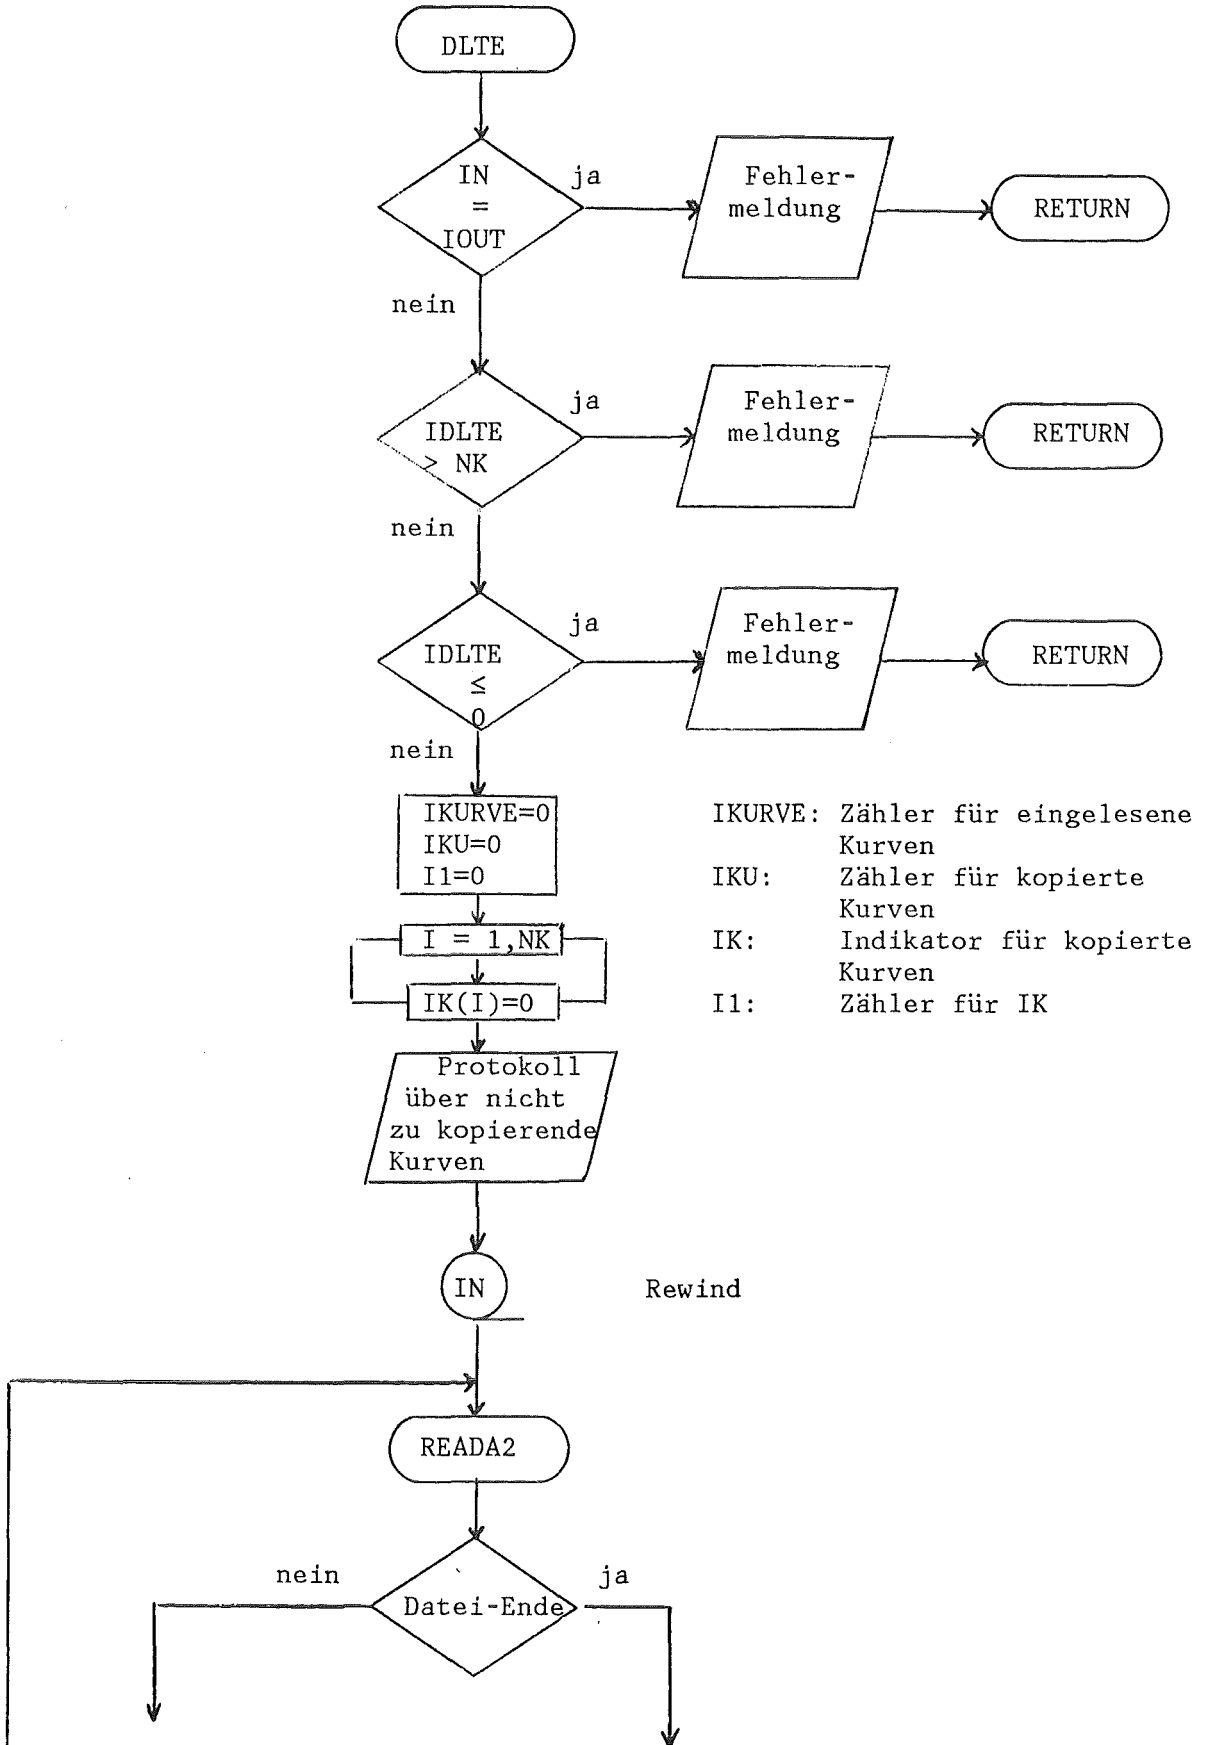 DLTE
IN
=
IOUT
ja
Fehler-
meldung
RETURN
nein
IDLTE
> NK
ja
Fehler-
meldung
RETURN
nein
IDLTE
≤
0
ja
Fehler-
meldung
RETURN
nein
IKURVE=0
IKU=0
I1=0
I = 1,NK
IK(I)=0
IKURVE: Zähler für eingelesene
Kurven
IKU: Zähler für kopierte
Kurven
IK: Indikator für kopierte
Kurven
I1: Zähler für IK
Protokoll
über nicht
zu kopierende
Kurven
IN
Rewind
READA2
nein
ja
Datei-Ende